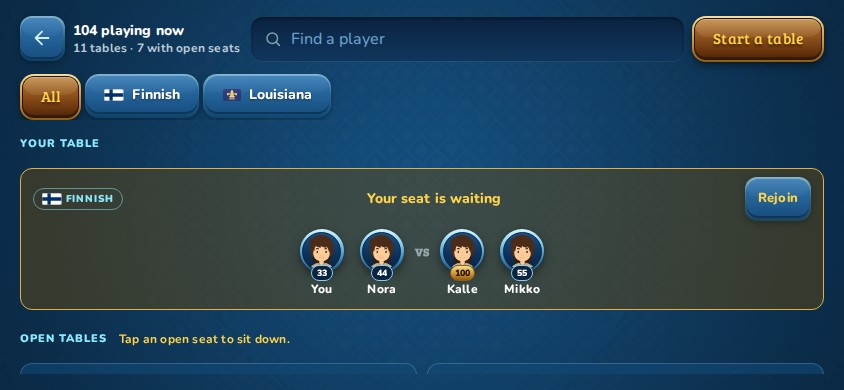 104 playing now
11 tables · 7 with open seats
Find a player
Start a table
All
Finnish
Louisiana
YOUR TABLE
FINNISH
Your seat is waiting
Rejoin
33
44
VS
100
55
You
Nora
Kalle
Mikko
OPEN TABLES
Tap an open seat to sit down.